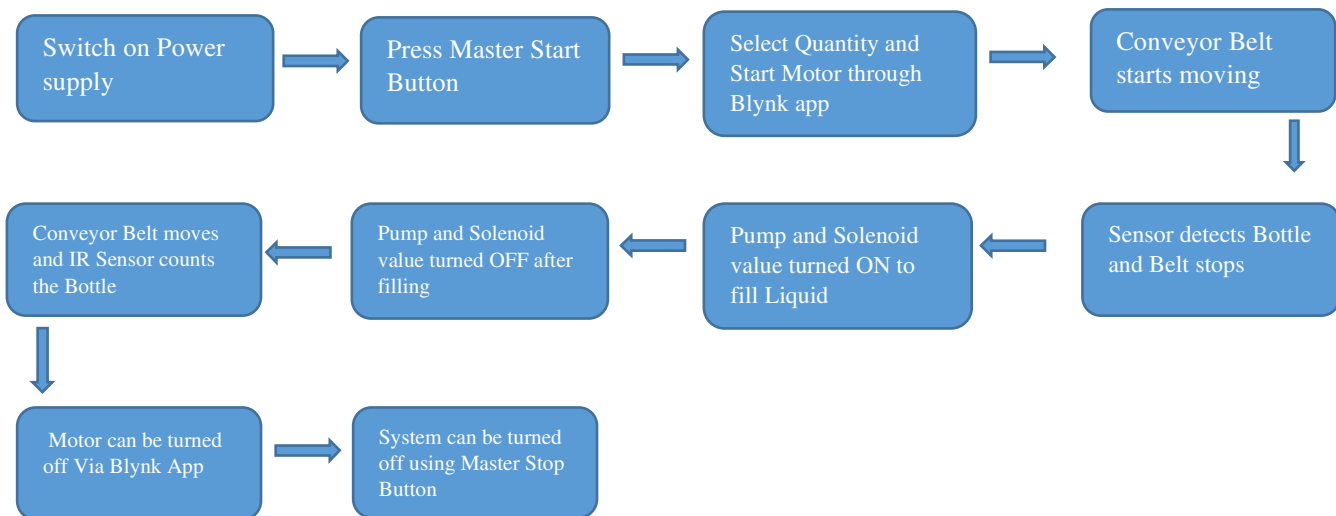 Switch on Power
supply
Press Master Start
Button
Select Quantity and
Start Motor through
Blynk app
Conveyor Belt
starts moving
Sensor detects Bottle
and Belt stops
Pump and Solenoid
value turned ON to
fill Liquid
Pump and Solenoid
value turned OFF after
filling
Conveyor Belt moves
and IR Sensor counts
the Bottle
Motor can be turned
off Via Blynk App
System can be turned
off using Master Stop
Button